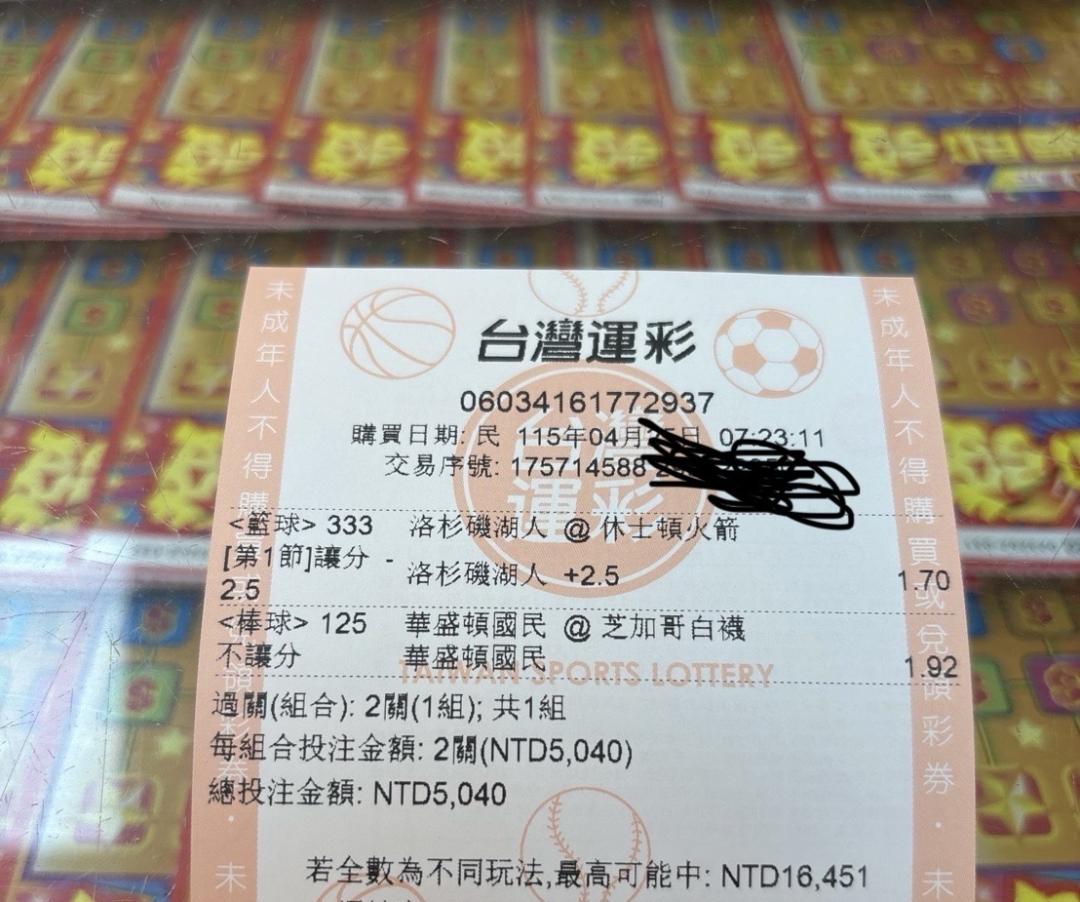 台灣運彩
06034161772937
購買日期: 民 115年04月 日 07:23:11
交易序號: 175714588
<籃球> 333 洛杉磯湖人 @ 休士頓火箭
[第1節]讓分 - 2.5 洛杉磯湖人 +2.5 1.70
<棒球> 125 華盛頓國民 @ 芝加哥白襪
不讓分 華盛頓國民 1.92
TAIWAN SPORTS LOTTERY
過關(組合): 2關(1組); 共1組
每組合投注金額: 2關(NTD5,040)
總投注金額: NTD5,040
若全數為不同玩法,最高可能中: NTD16,451
未成年人不得購買或兌領彩券．未
台灣運彩